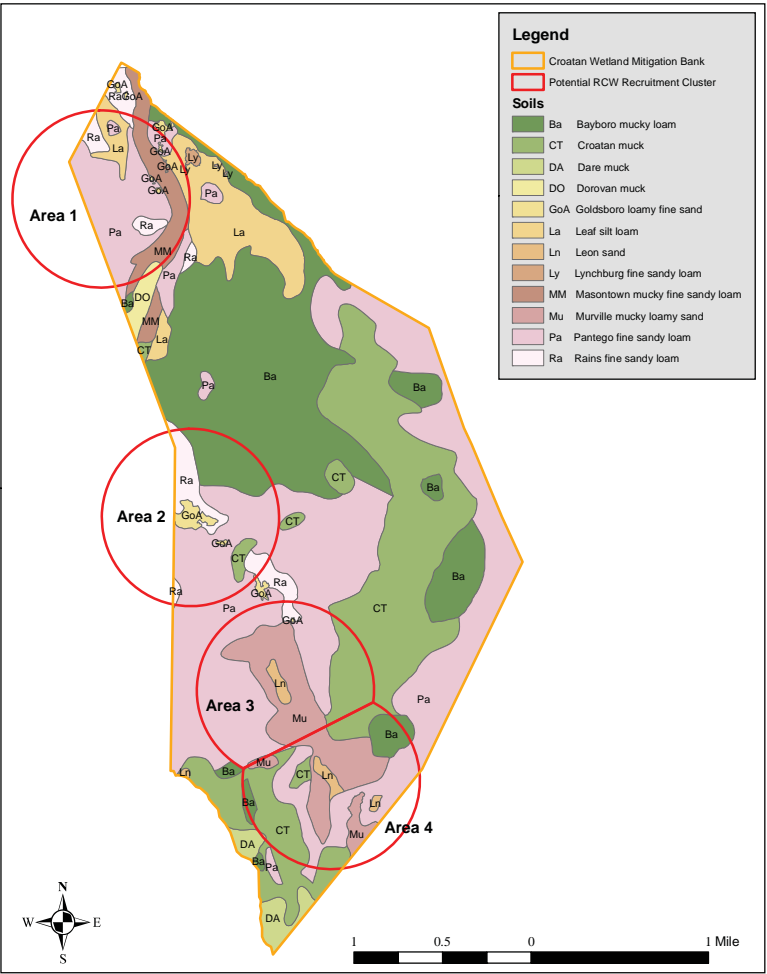 Legend
Croatan Wetland Mitigation Bank
Potential RCW Recruitment Cluster
Soils
Ba Bayboro mucky loam
CT Croatan muck
DA Dare muck
DO Dorovan muck
GoA Goldsboro loamy fine sand
La Leaf silt loam
Ln Leon sand
Ly Lynchburg fine sandy loam
MM Masontown mucky fine sandy loam
Mu Murville mucky loamy sand
Pa Pantego fine sandy loam
Ra Rains fine sandy loam
GoA
Ra GoA
Pa GoA
Ra Pa
La GoA Ly
GoA Ly Ly
GoA Ly
GoA Pa
Area 1
Ra
Pa La
MM Ra
Pa
Ba DO
MM
CT La
Pa Ba
Ba
Ra CT Ba
Area 2 GoA CT
GoA
CT
Ra GoA Ra Ba
Pa CT
GoA
Ln Pa
Area 3
Mu
Ba
Ln Ba Mu CT Ln
Ba Ln
CT Mu Area 4
DA
Ba Pa
DA
N
W E
S
1 0.5 0 1 Mile